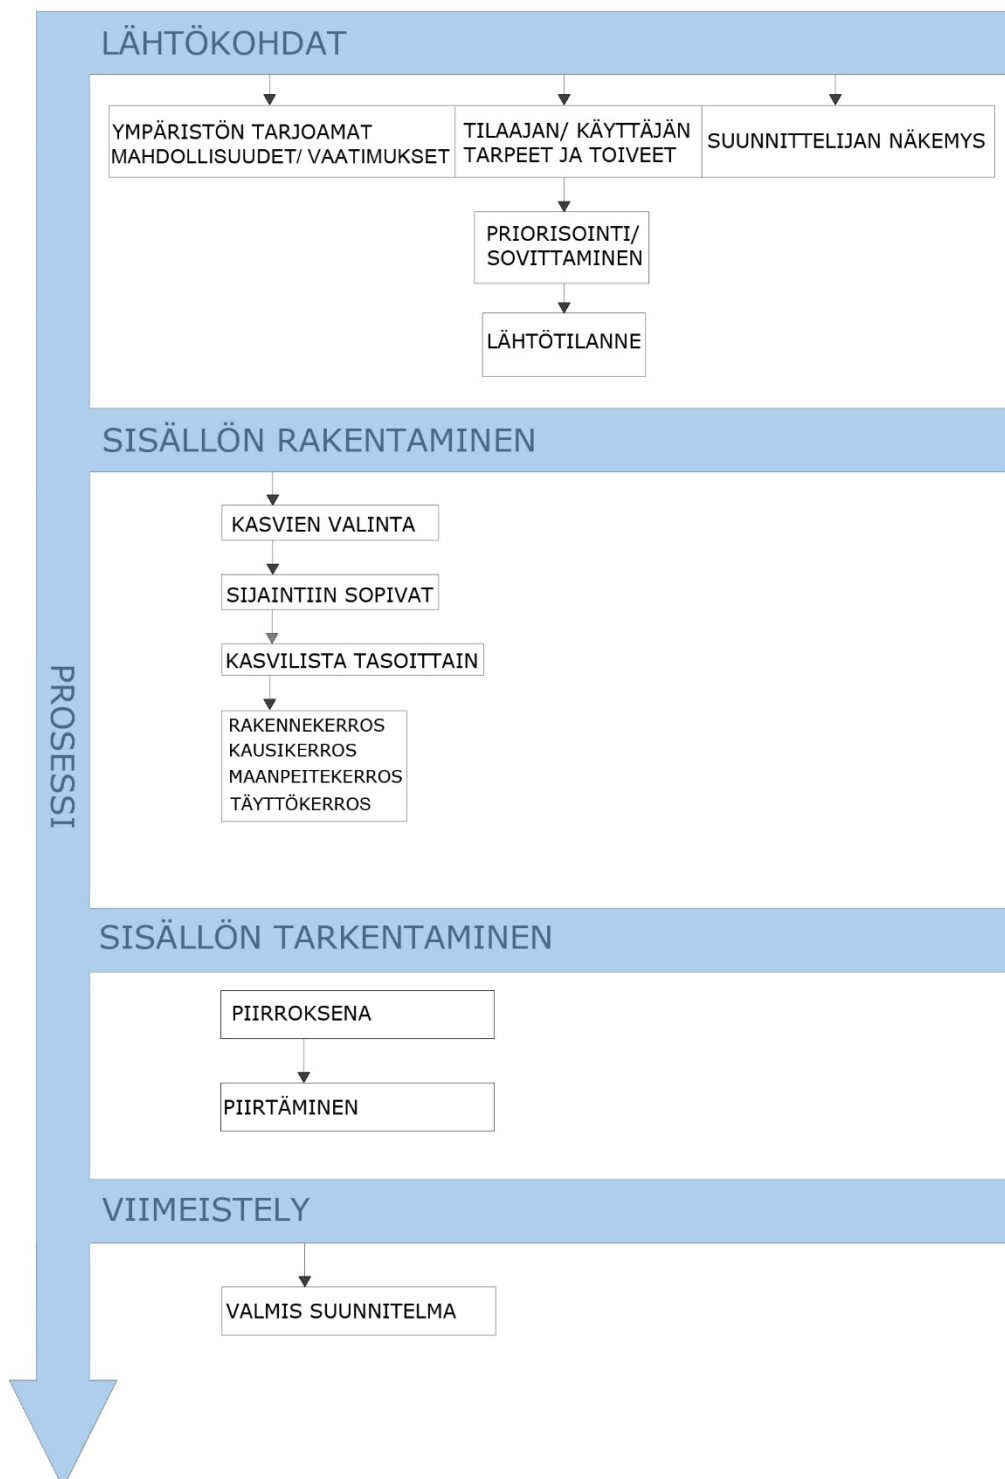 LÄHTÖKOHDAT
YMPÄRISTÖN TARJOAMAT
MAHDOLLISUUDET/ VAATIMUKSET
TILAAJAN/ KÄYTTÄJÄN
TARPEET JA TOIVEET
SUUNNITTELIJAN NÄKEMYS
PRIORISOINTI/
SOVITTAMINEN
LÄHTÖTILANNE
SISÄLLÖN RAKENTAMINEN
KASVIEN VALINTA
SIJAINTIIN SOPIVAT
KASVILISTA TASOITTAIN
RAKENNEKERROS
KAUSIKERROS
MAANPEITEKERROS
TÄYTTÖKERROS
PROSESSI
SISÄLLÖN TARKENTAMINEN
PIIRROKSENA
PIIRTÄMINEN
VIIMEISTELY
VALMIS SUUNNITELMA